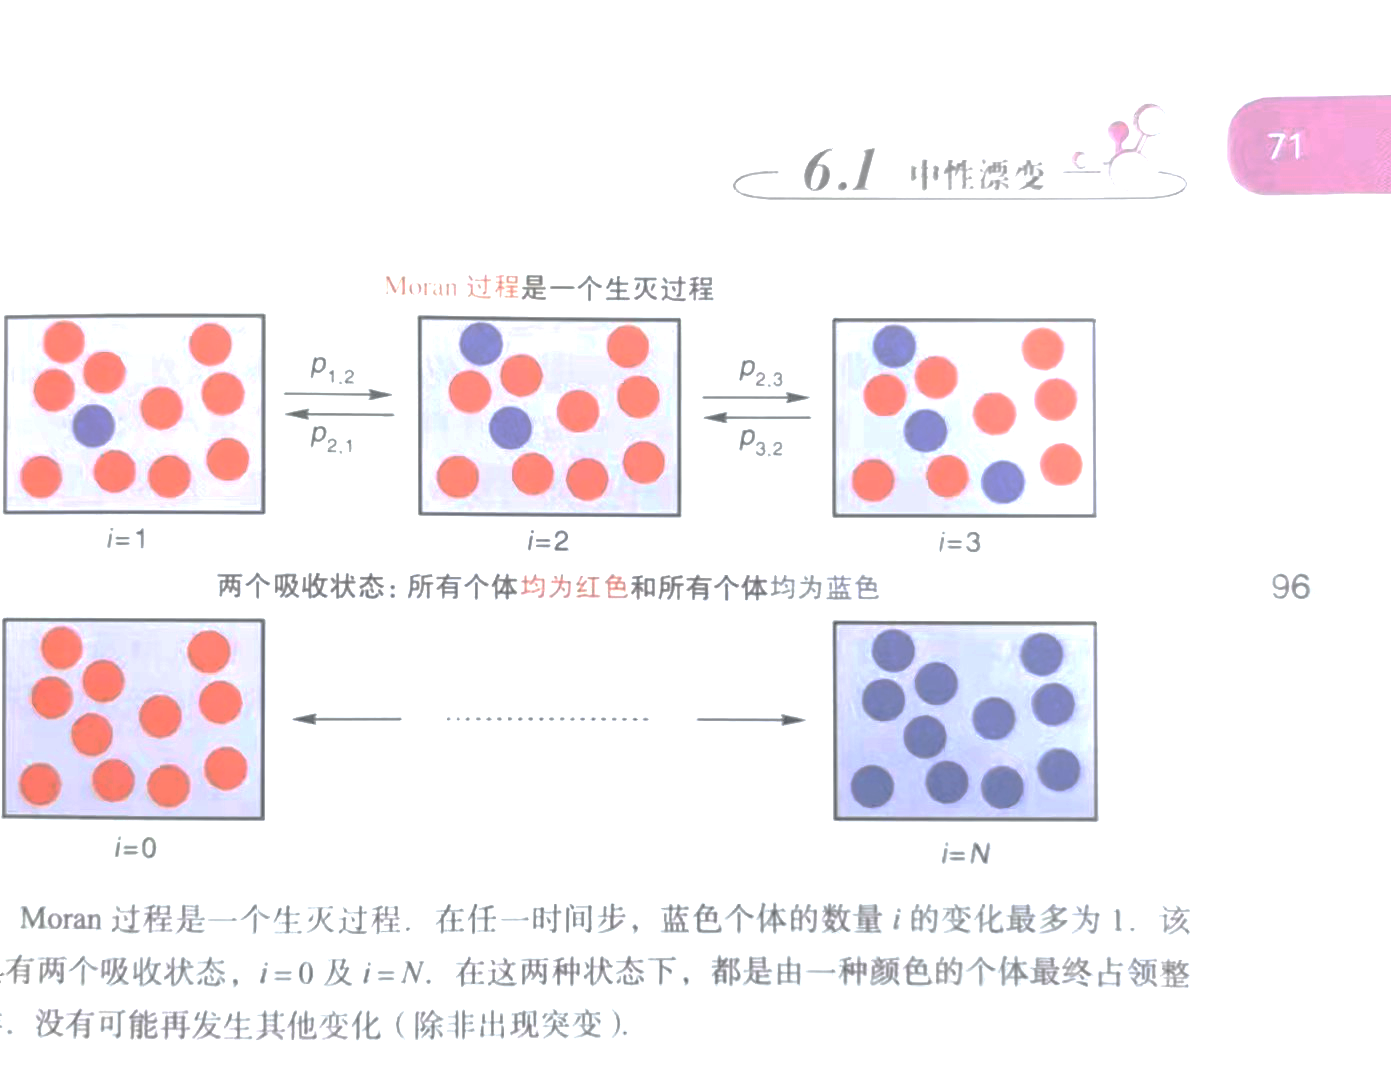 6.1 中性漂变
71
Moran 过程是一个生灭过程
p1,2
p2,1
p2,3
p3,2
i=1
i=2
i=3
两个吸收状态: 所有个体均为红色和所有个体均为蓝色
96
i=0
i=N
Moran 过程是一个生灭过程. 在任一时间步, 蓝色个体的数量 i 的变化最多为 1. 该
有两个吸收状态, i=0 及 i=N. 在这两种状态下, 都是由一种颜色的个体最终占领整
. 没有可能再发生其他变化 (除非出现突变).